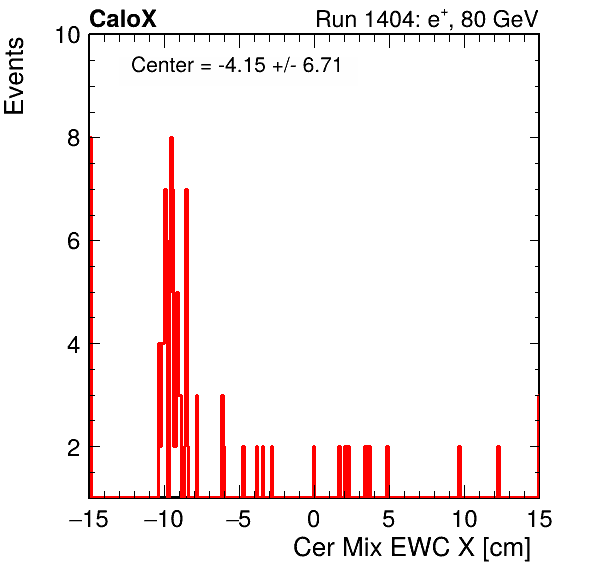 CaloX Run 1404: e⁺, 80 GeV
Center = -4.15 +/- 6.71
Events
10
8
6
4
2
−15 −10 −5 0 5 10 15
Cer Mix EWC X [cm]